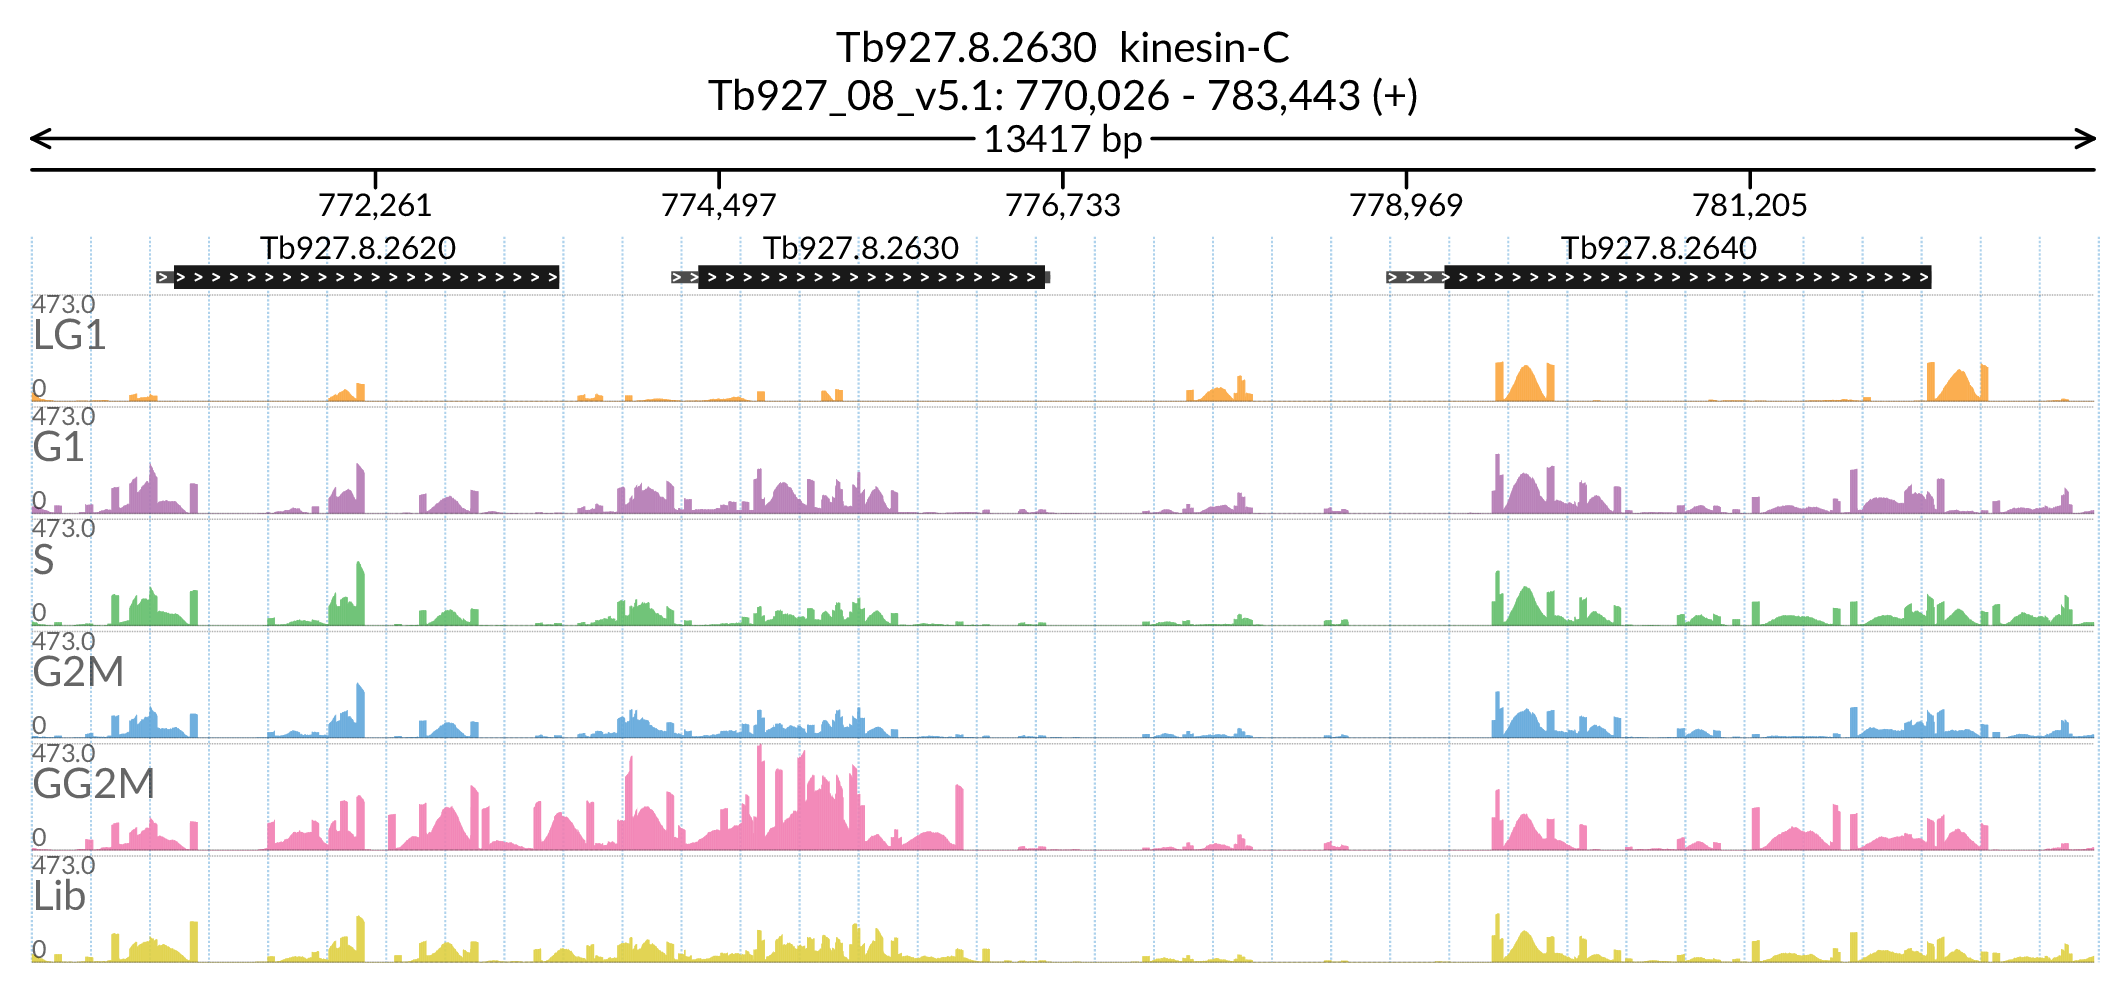 Tb927.8.2630  kinesin-C
Tb927_08_v5.1: 770,026 - 783,443 (+)
13417 bp
772,261 774,497 776,733 778,969 781,205
Tb927.8.2620 Tb927.8.2630 Tb927.8.2640
473.0
LG1
0
473.0
G1
0
473.0
S
0
473.0
G2M
0
473.0
GG2M
0
473.0
Lib
0